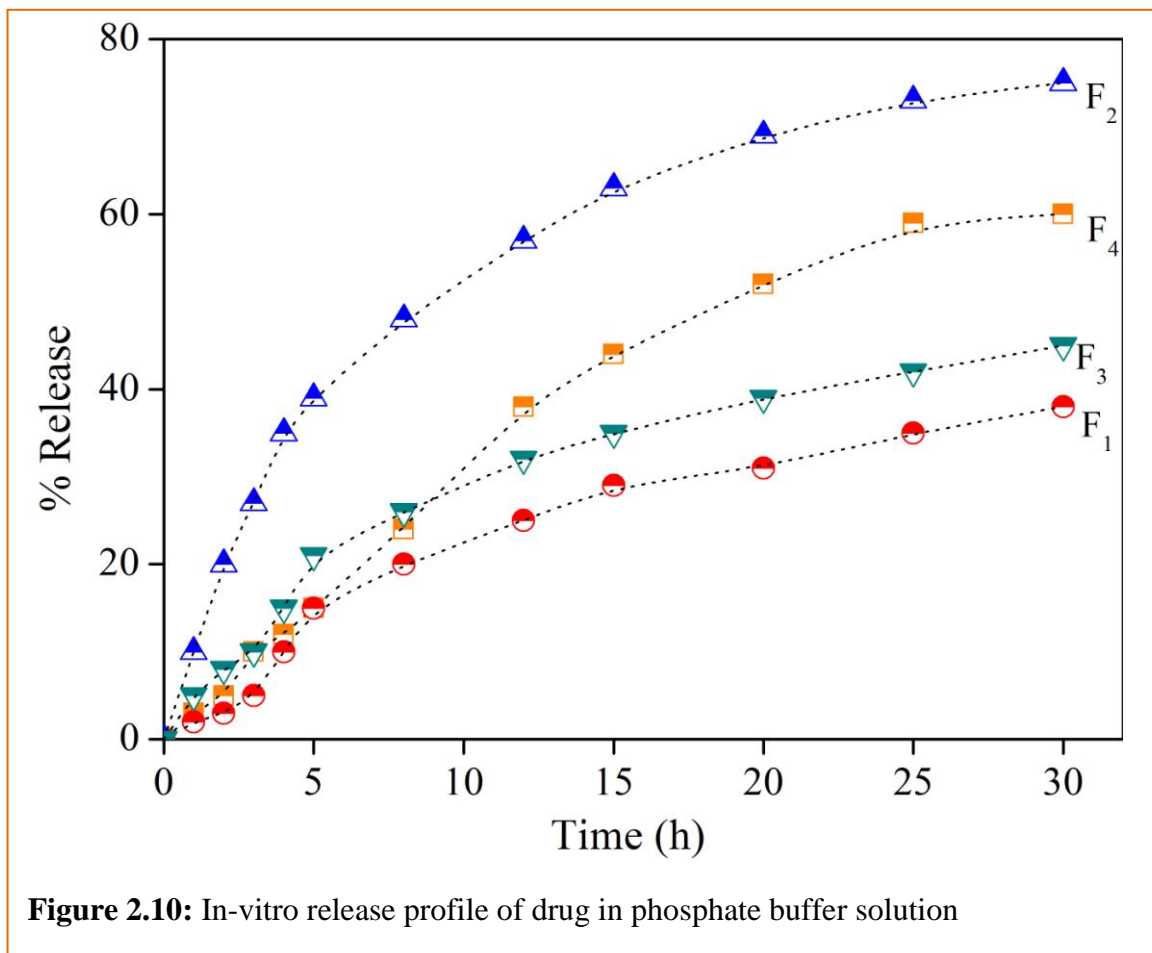 80
60
40
20
0
% Release
F2
F4
F3
F1
0 5 10 15 20 25 30
Time (h)
Figure 2.10: In-vitro release profile of drug in phosphate buffer solution